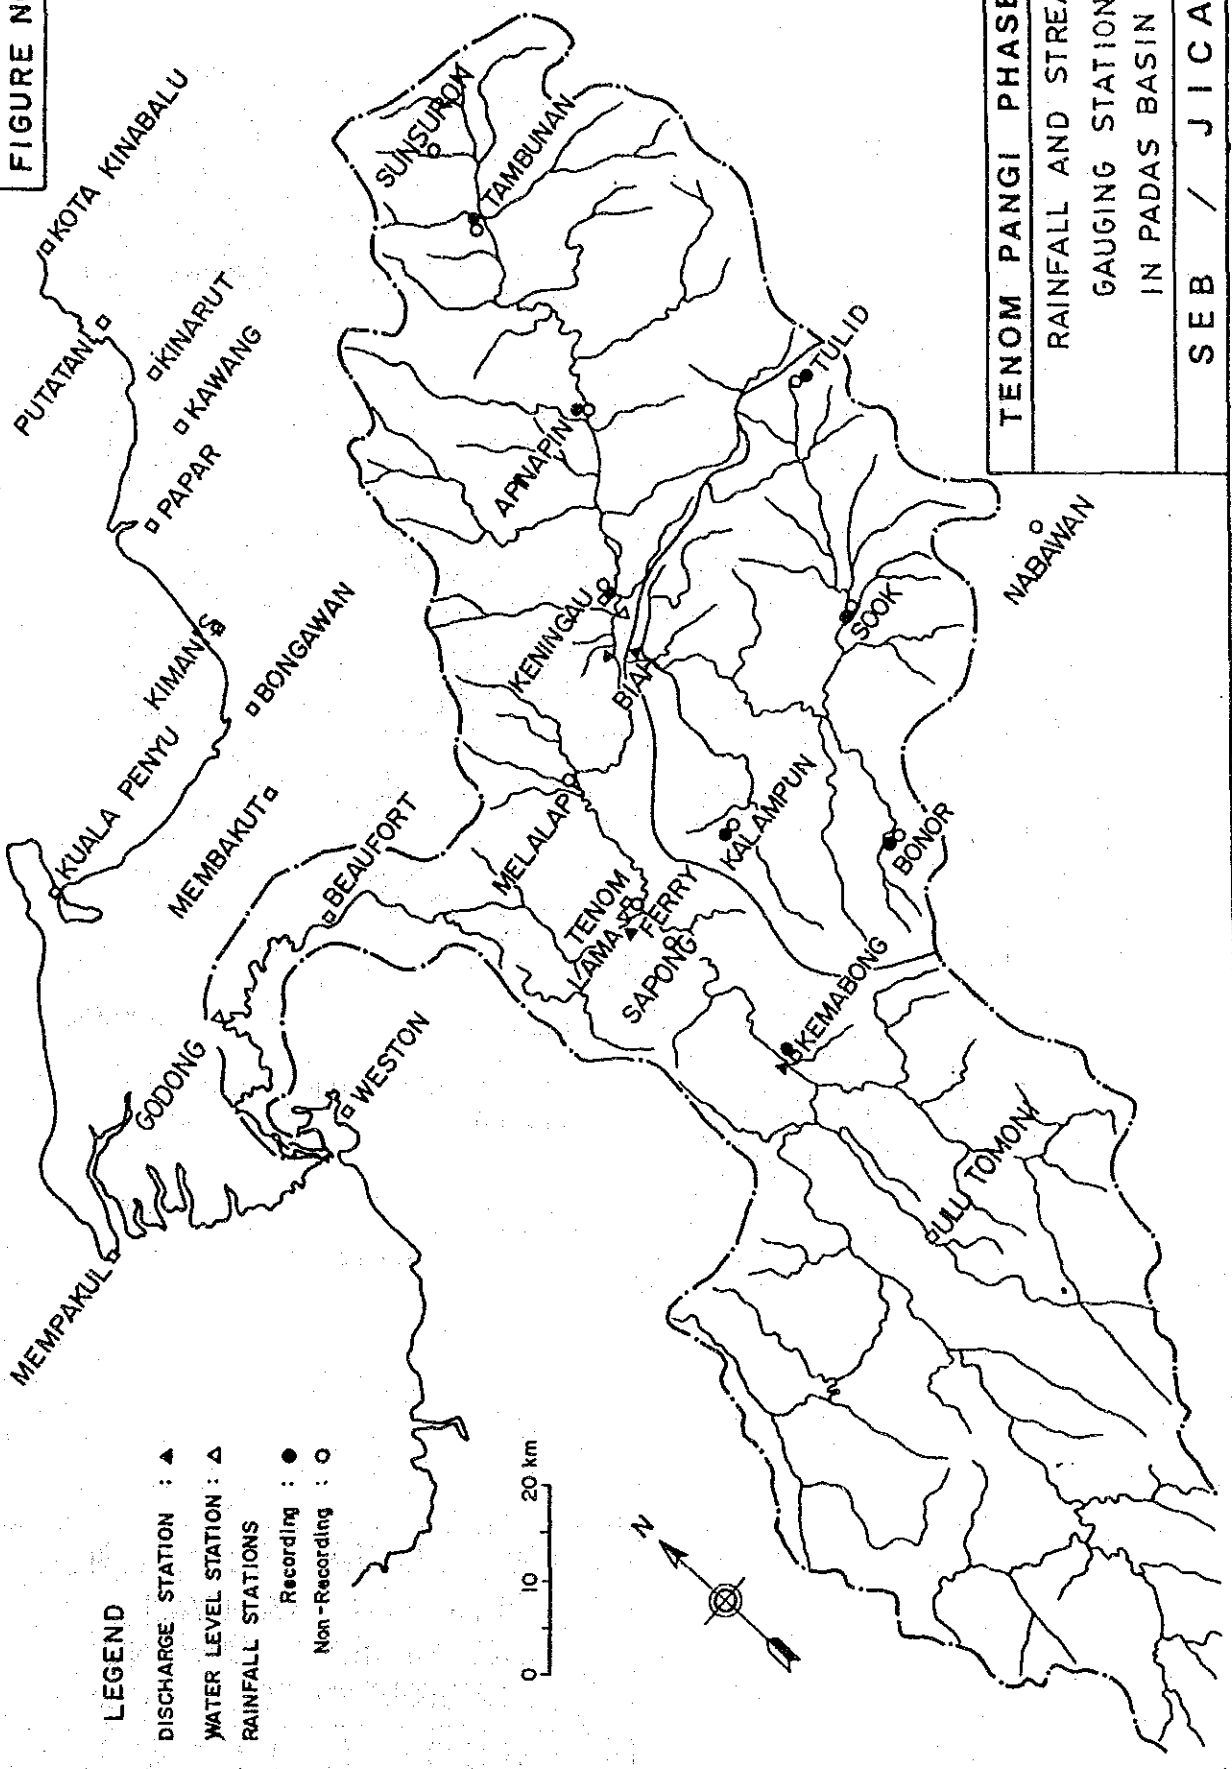 FIGURE N
KOTA KINABALU
PUTATAN
KINARUT
KAWANG
PAPAR
KIMANIS
BONGAWAN
KUALA PENYU
MEMBAKUT
BEAUFORT
GODONG
WESTON
MEMPAKUL
SUNSURON
TAMBUNAN
APINAPIN
TULID
KENINGAU
BIAH
SOOK
NABAWAN
MELALAP
KALAMPUN
BONOR
TENOM
LAMA
FERRY
SAPONG
KEMABONG
ULU TOMONI
LEGEND
DISCHARGE STATION : ▲
WATER LEVEL STATION : △
RAINFALL STATIONS
Recording : ●
Non-Recording : ○
0 10 20 km
N
TENOM PANGI PHASE
RAINFALL AND STREA
GAUGING STATION
IN PADAS BASIN
SEB / JICA